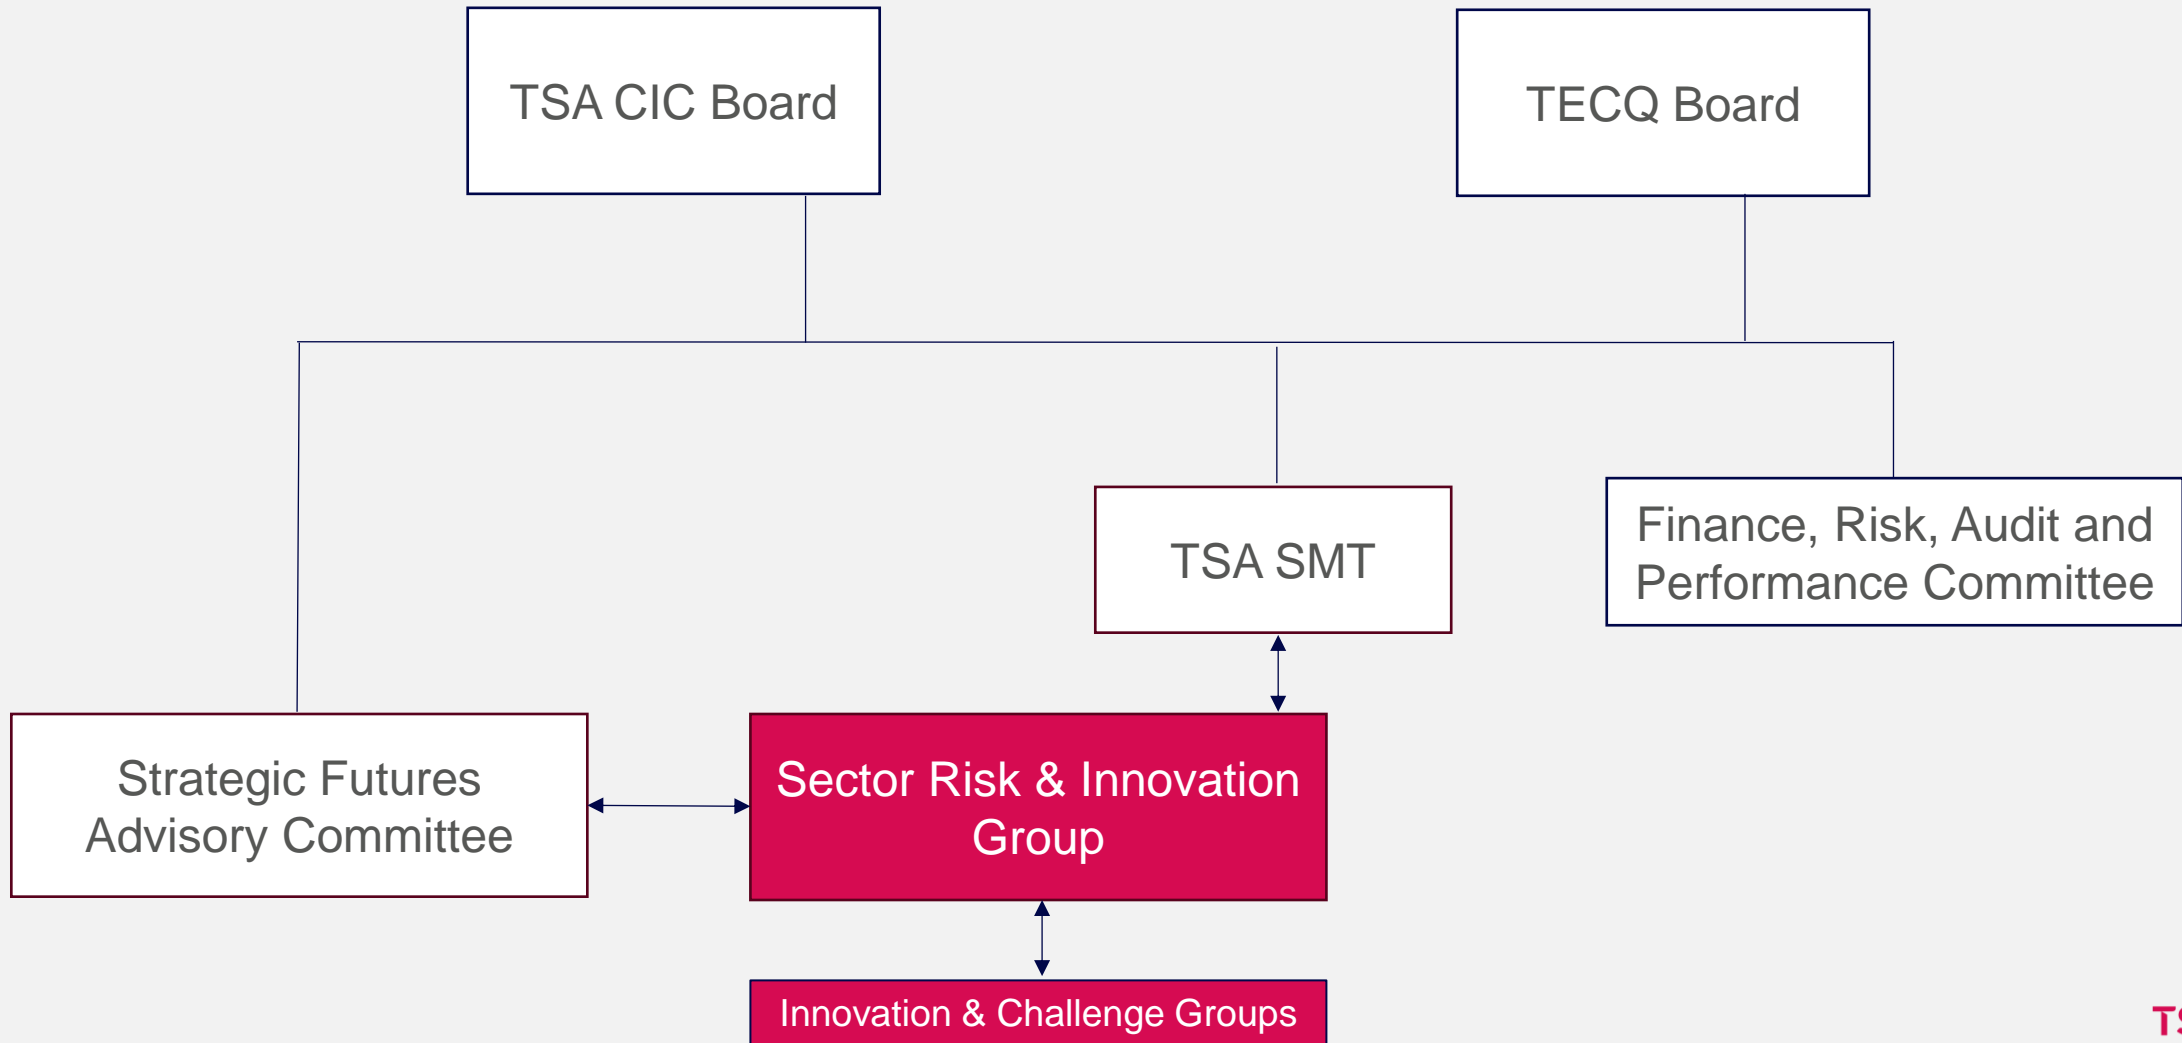 TSA CIC Board
TECQ Board
TSA SMT
Finance, Risk, Audit and
Performance Committee
Strategic Futures
Advisory Committee
Sector Risk & Innovation
Group
Innovation & Challenge Groups